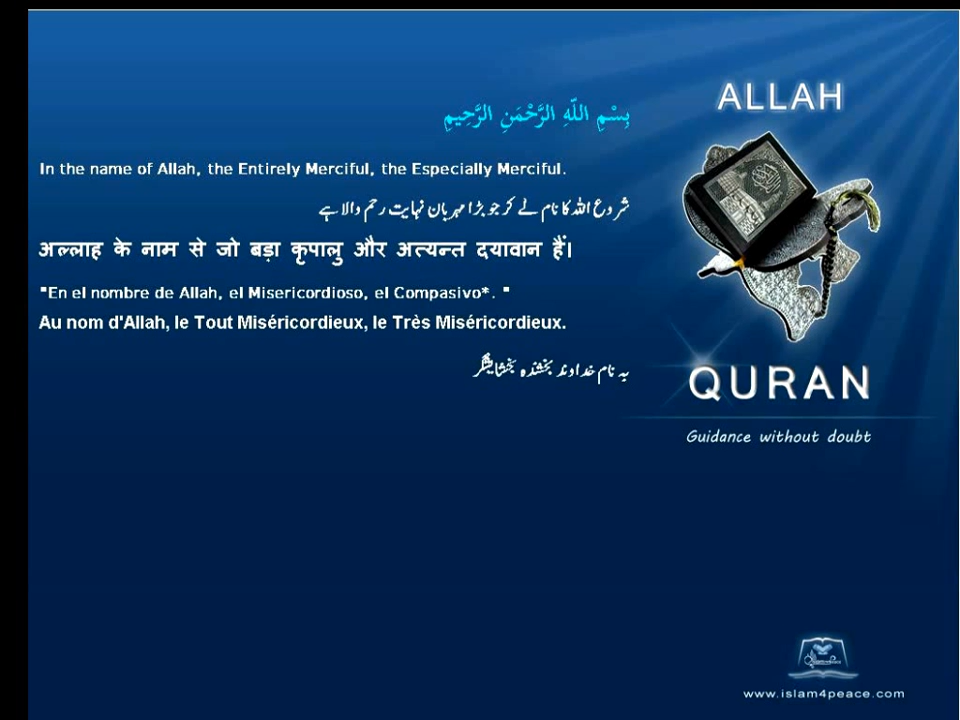 بِسْمِ اللّهِ الرَّحْمَنِ الرَّحِيمِ
In the name of Allah, the Entirely Merciful, the Especially Merciful.
شروع اللہ کا نام لے کر جو بڑا مہربان نہایت رحم والا ہے
अल्लाह के नाम से जो बड़ा कृपालु और अत्यन्त दयावान हैं।
"En el nombre de Allah, el Misericordioso, el Compasivo*. "
Au nom d'Allah, le Tout Miséricordieux, le Très Miséricordieux.
به نام خداوند بخشنده بخشایشگر
ALLAH
QURAN
Guidance without doubt
www.islam4peace.com